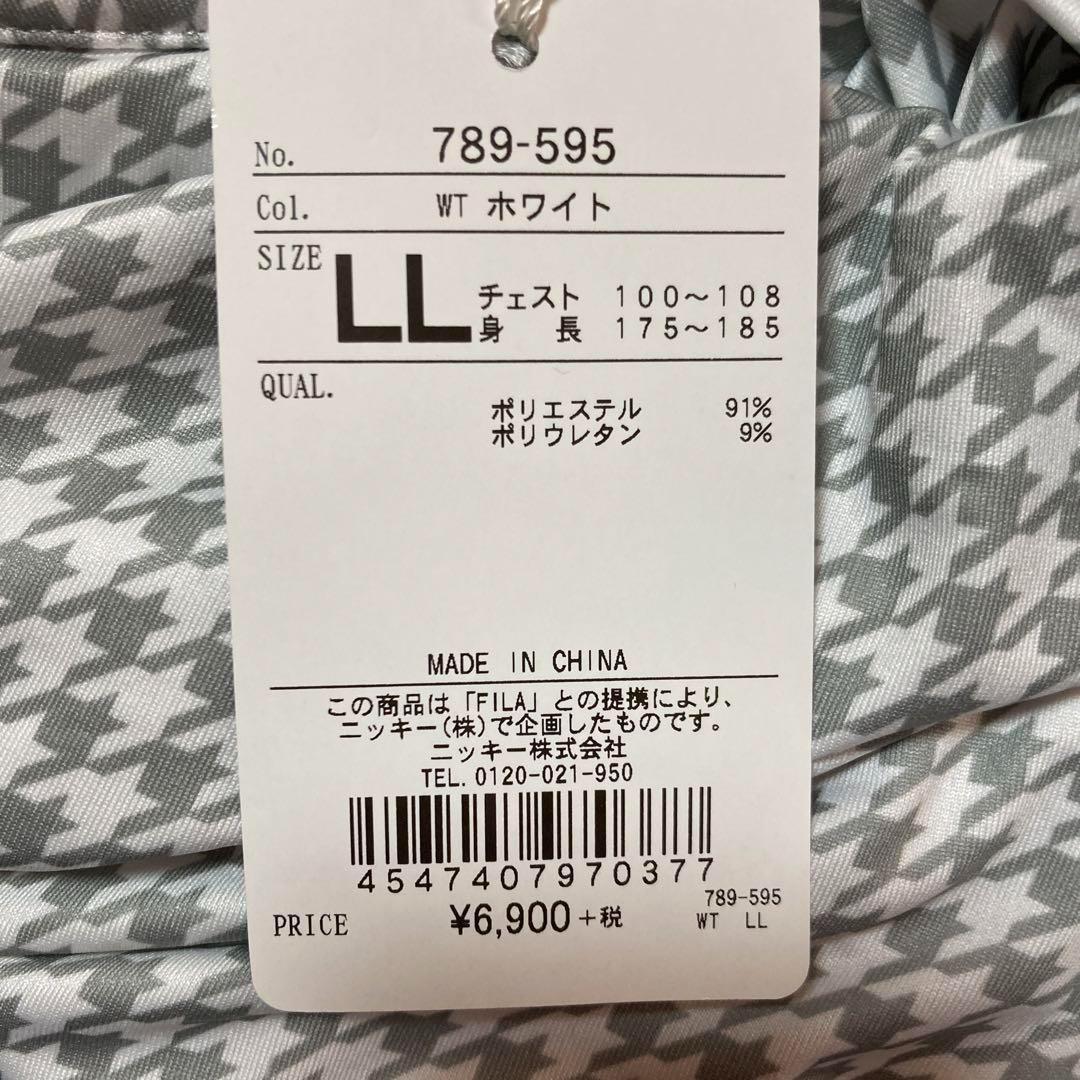 No. 789-595
Col. WT ホワイト
SIZE LL チェスト 100～108
身長 175～185
QUAL.
ポリエステル 91%
ポリウレタン 9%
MADE IN CHINA
この商品は「FILA」との提携により、
ニッキー(株)で企画したものです。
ニッキー株式会社
TEL. 0120-021-950
4547407970377
789-595
PRICE ¥6,900+税 WT LL